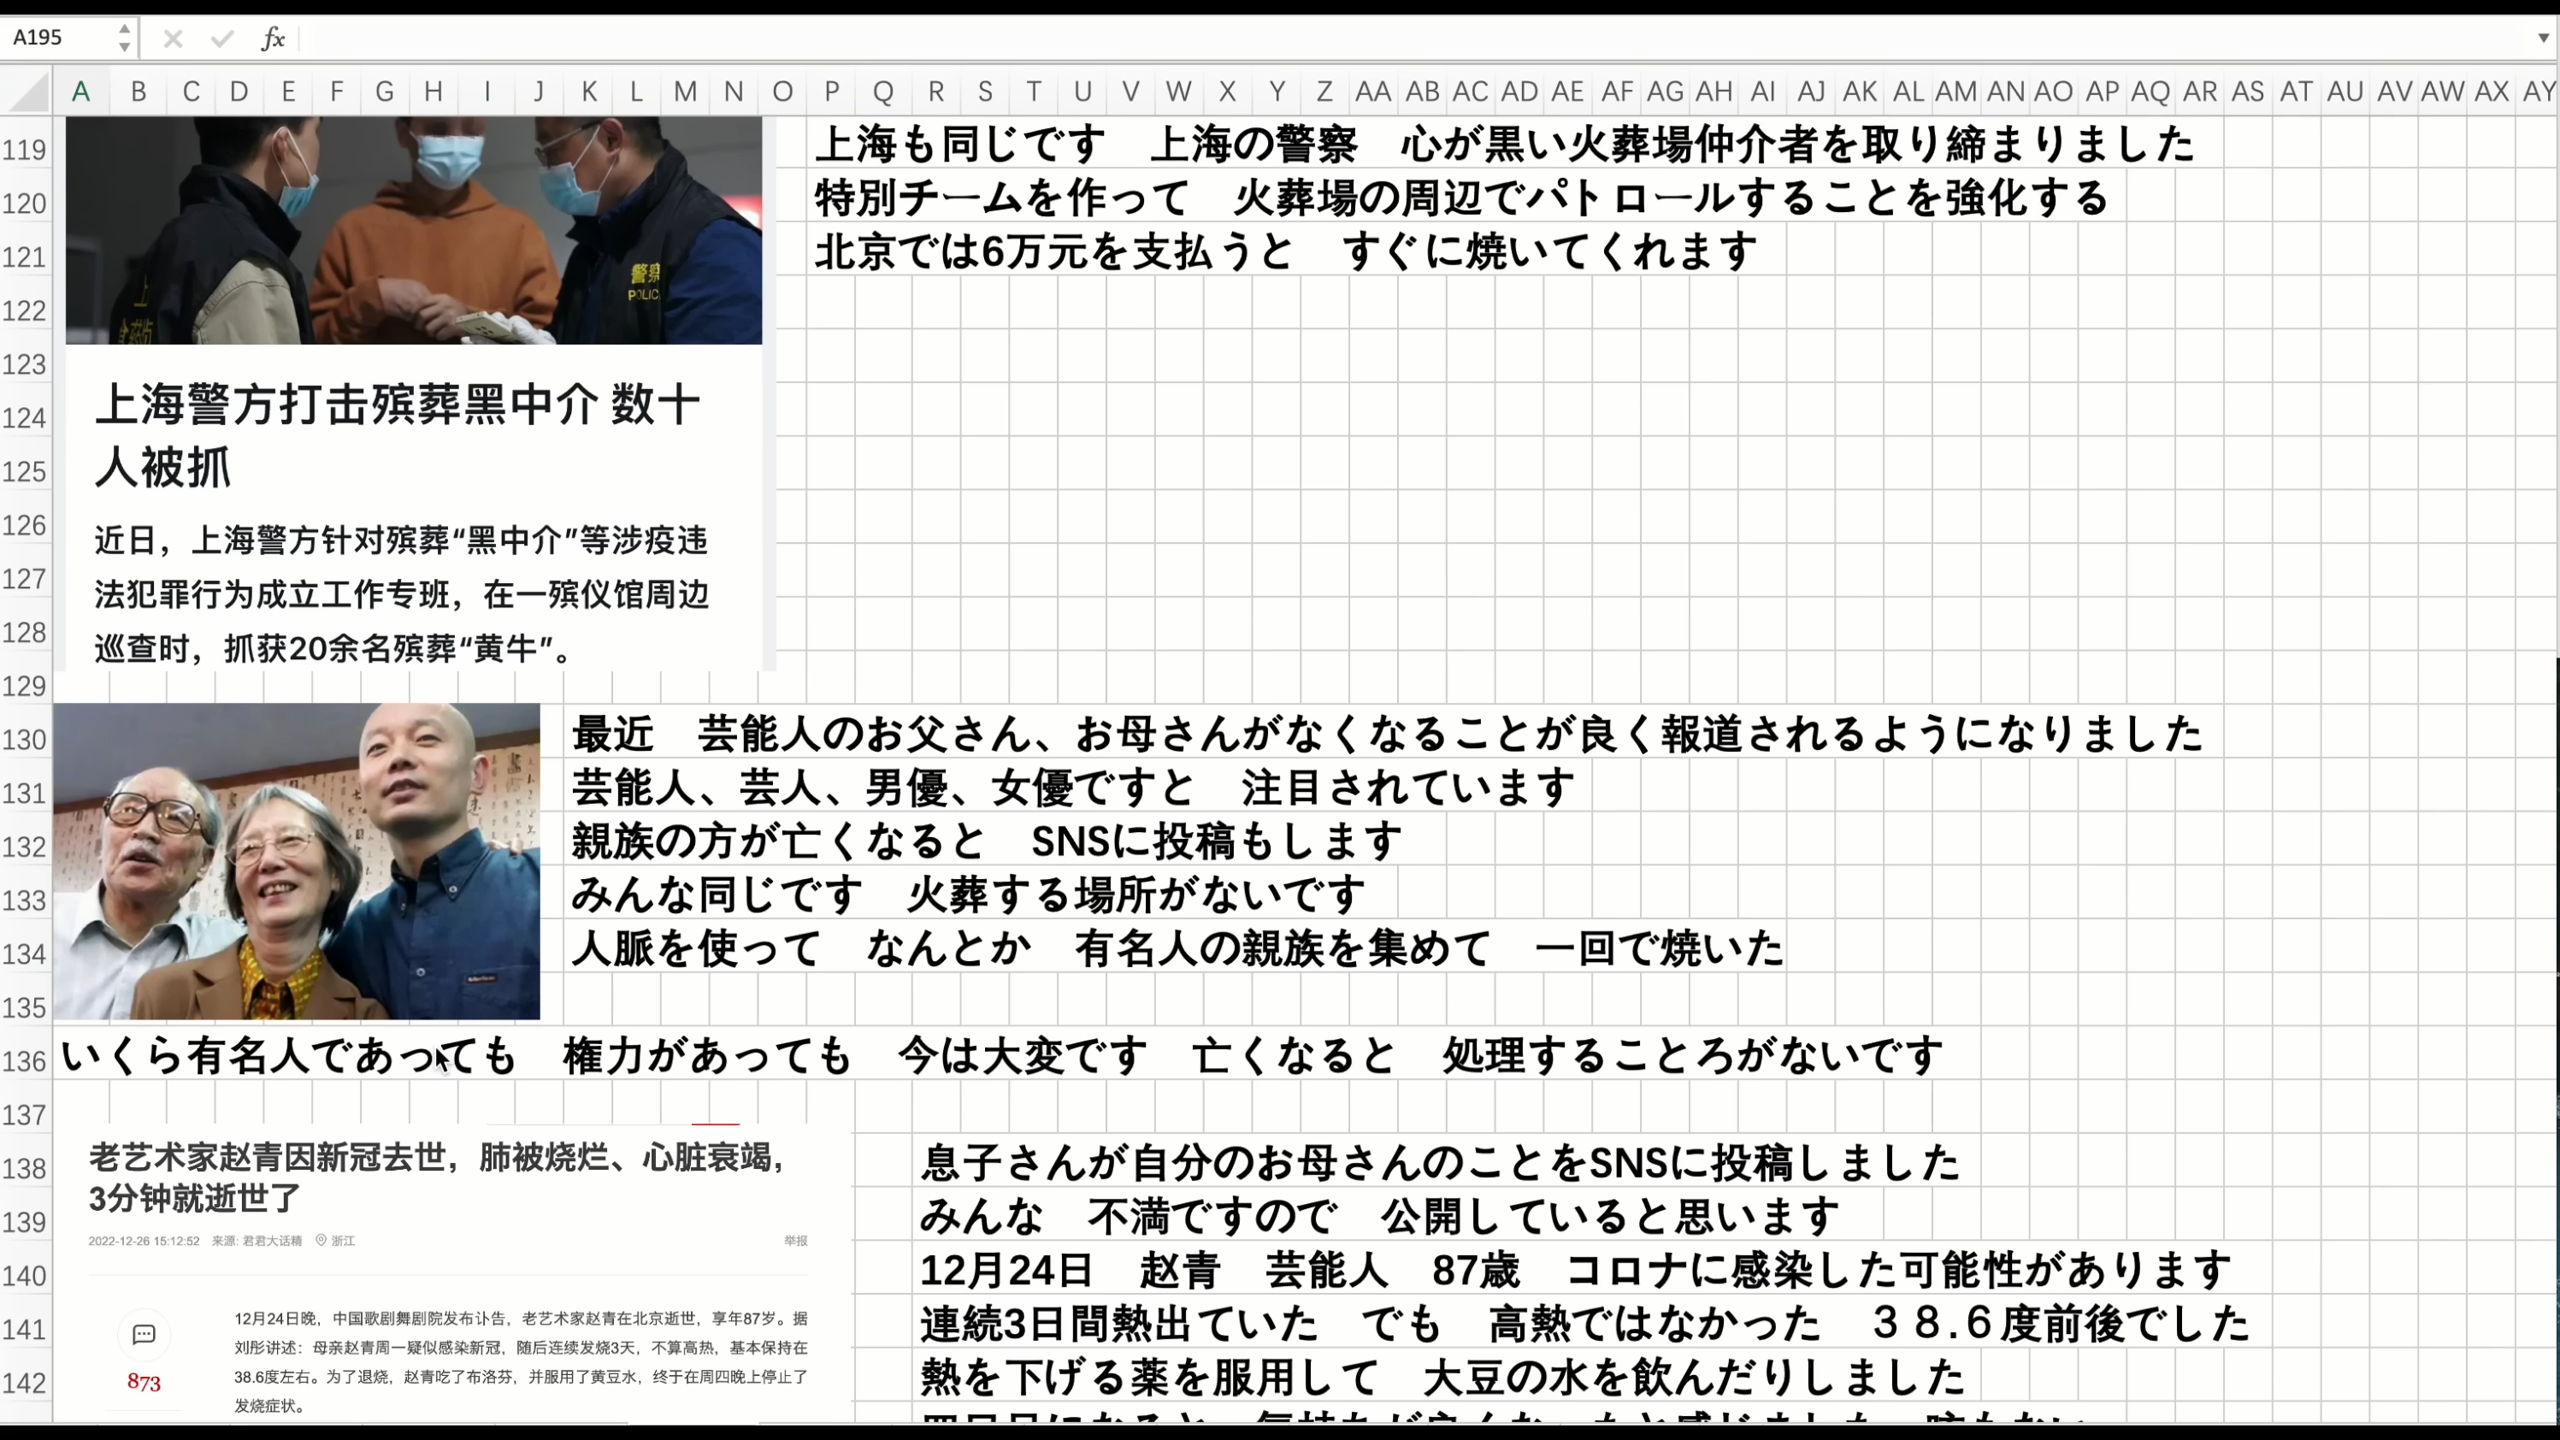 A195
fx
A B C D E F G H I J K L M N O P Q R S T U V W X Y Z AA AB AC AD AE AF AG AH AI AJ AK AL AM AN AO AP AQ AR AS AT AU AV AW AX AY
119
上海も同じです　上海の警察　心が黒い火葬場仲介者を取り締まりました
120
特別チームを作って　火葬場の周辺でパトロールすることを強化する
121
北京では6万元を支払うと　すぐに焼いてくれます
警察
POLIC
122
123
124
上海警方打击殡葬黑中介 数十
125
人被抓
126
近日，上海警方针对殡葬“黑中介”等涉疫违
127
法犯罪行为成立工作专班，在一殡仪馆周边
128
巡查时，抓获20余名殡葬“黄牛”。
129
130
最近　芸能人のお父さん、お母さんがなくなることが良く報道されるようになりました
131
芸能人、芸人、男優、女優ですと　注目されています
132
親族の方が亡くなると　SNSに投稿もします
133
みんな同じです　火葬する場所がないです
134
人脈を使って　なんとか　有名人の親族を集めて　一回で焼いた
135
136
いくら有名人であっても　権力があっても　今は大変です　亡くなると　処理することろがないです
137
138
老艺术家赵青因新冠去世，肺被烧烂、心脏衰竭，
3分钟就逝世了
2022-12-26 15:12:52　来源: 君君大话精　浙江
举报
息子さんが自分のお母さんのことをSNSに投稿しました
139
みんな　不満ですので　公開していると思います
140
12月24日　赵青　芸能人　87歳　コロナに感染した可能性があります
141
連続3日間熱出ていた　でも　高熱ではなかった　３８.６度前後でした
142
熱を下げる薬を服用して　大豆の水を飲んだりしました
873
12月24日晚，中国歌剧舞剧院发布讣告，老艺术家赵青在北京逝世，享年87岁。据
刘彤讲述：母亲赵青周一疑似感染新冠，随后连续发烧3天，不算高热，基本保持在
38.6度左右。为了退烧，赵青吃了布洛芬，并服用了黄豆水，终于在周四晚上停止了
发烧症状。